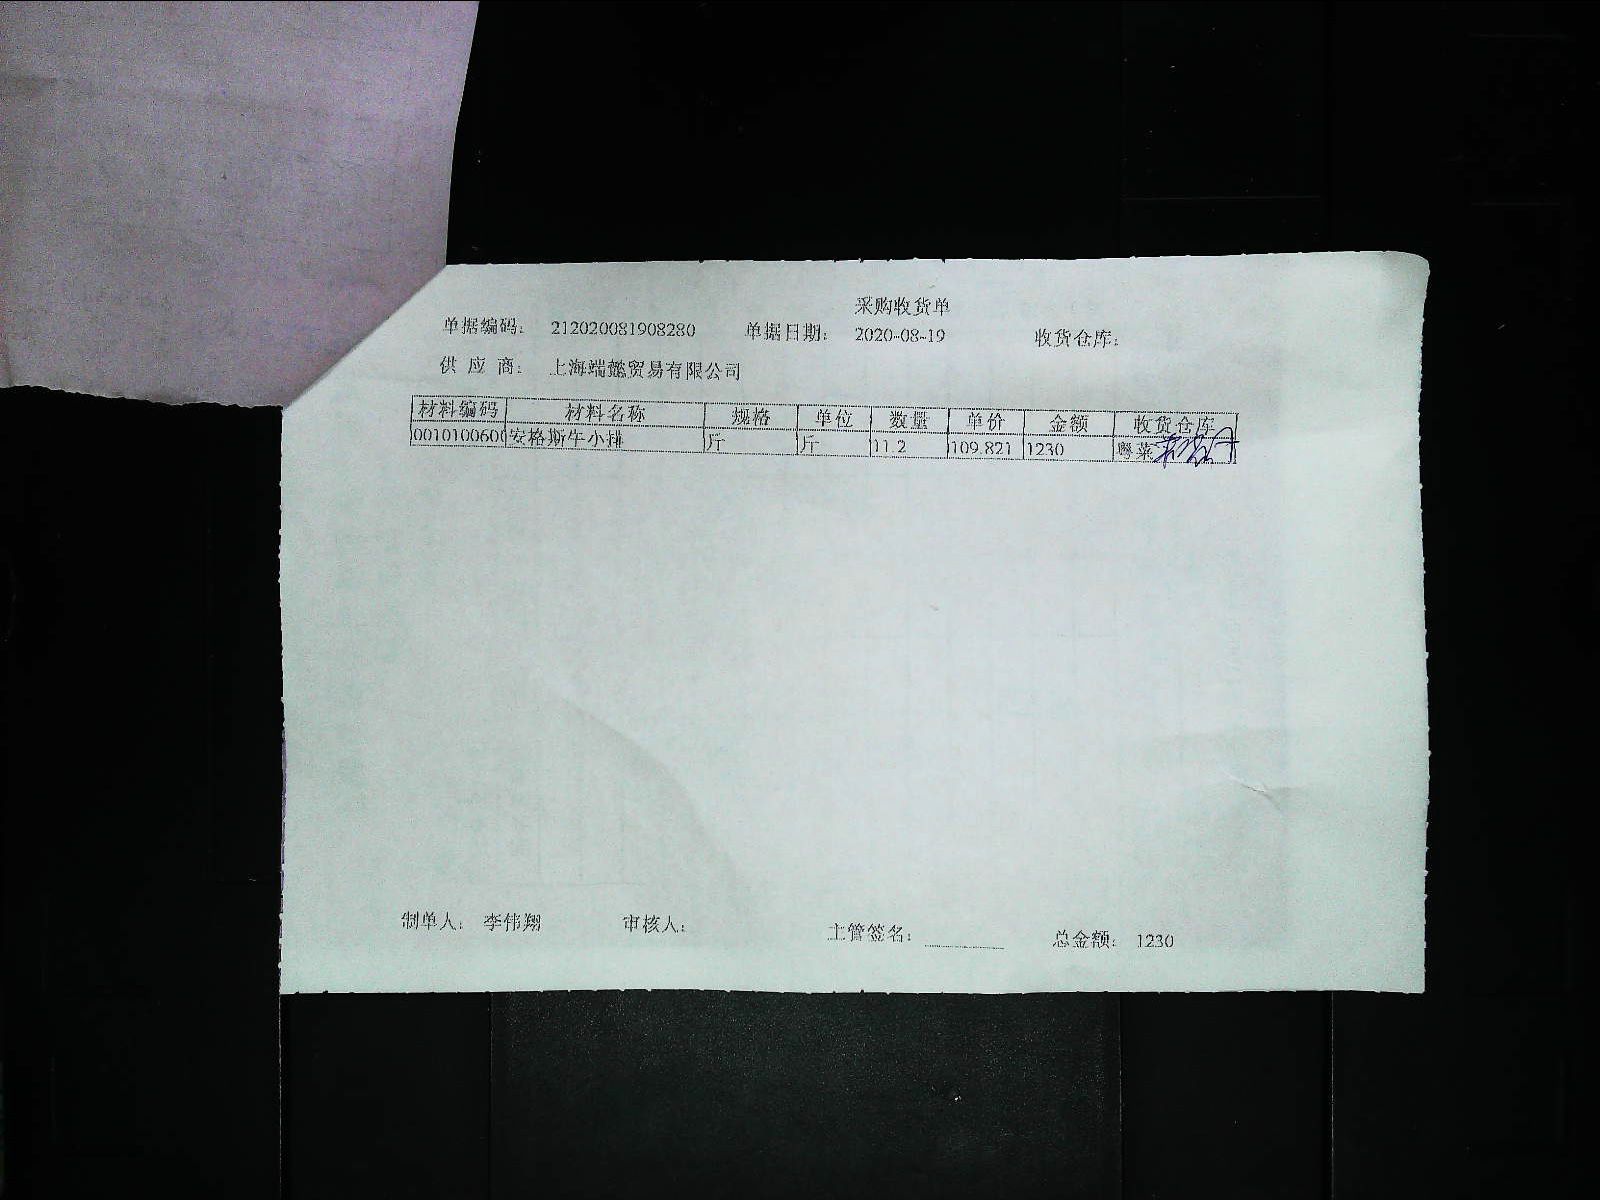 采购收货单
单据编码: 212020081908280 单据日期: 2020-08-19 收货仓库:
供应商: 上海端懿贸易有限公司
材料编码 材料名称 规格 单位 数量 单价 金额 收货仓库
0010100600 安格斯牛小排 斤 斤 11.2 109.821 1230 粤菜
制单人: 李伟翔 审核人: 主管签名: 总金额: 1230